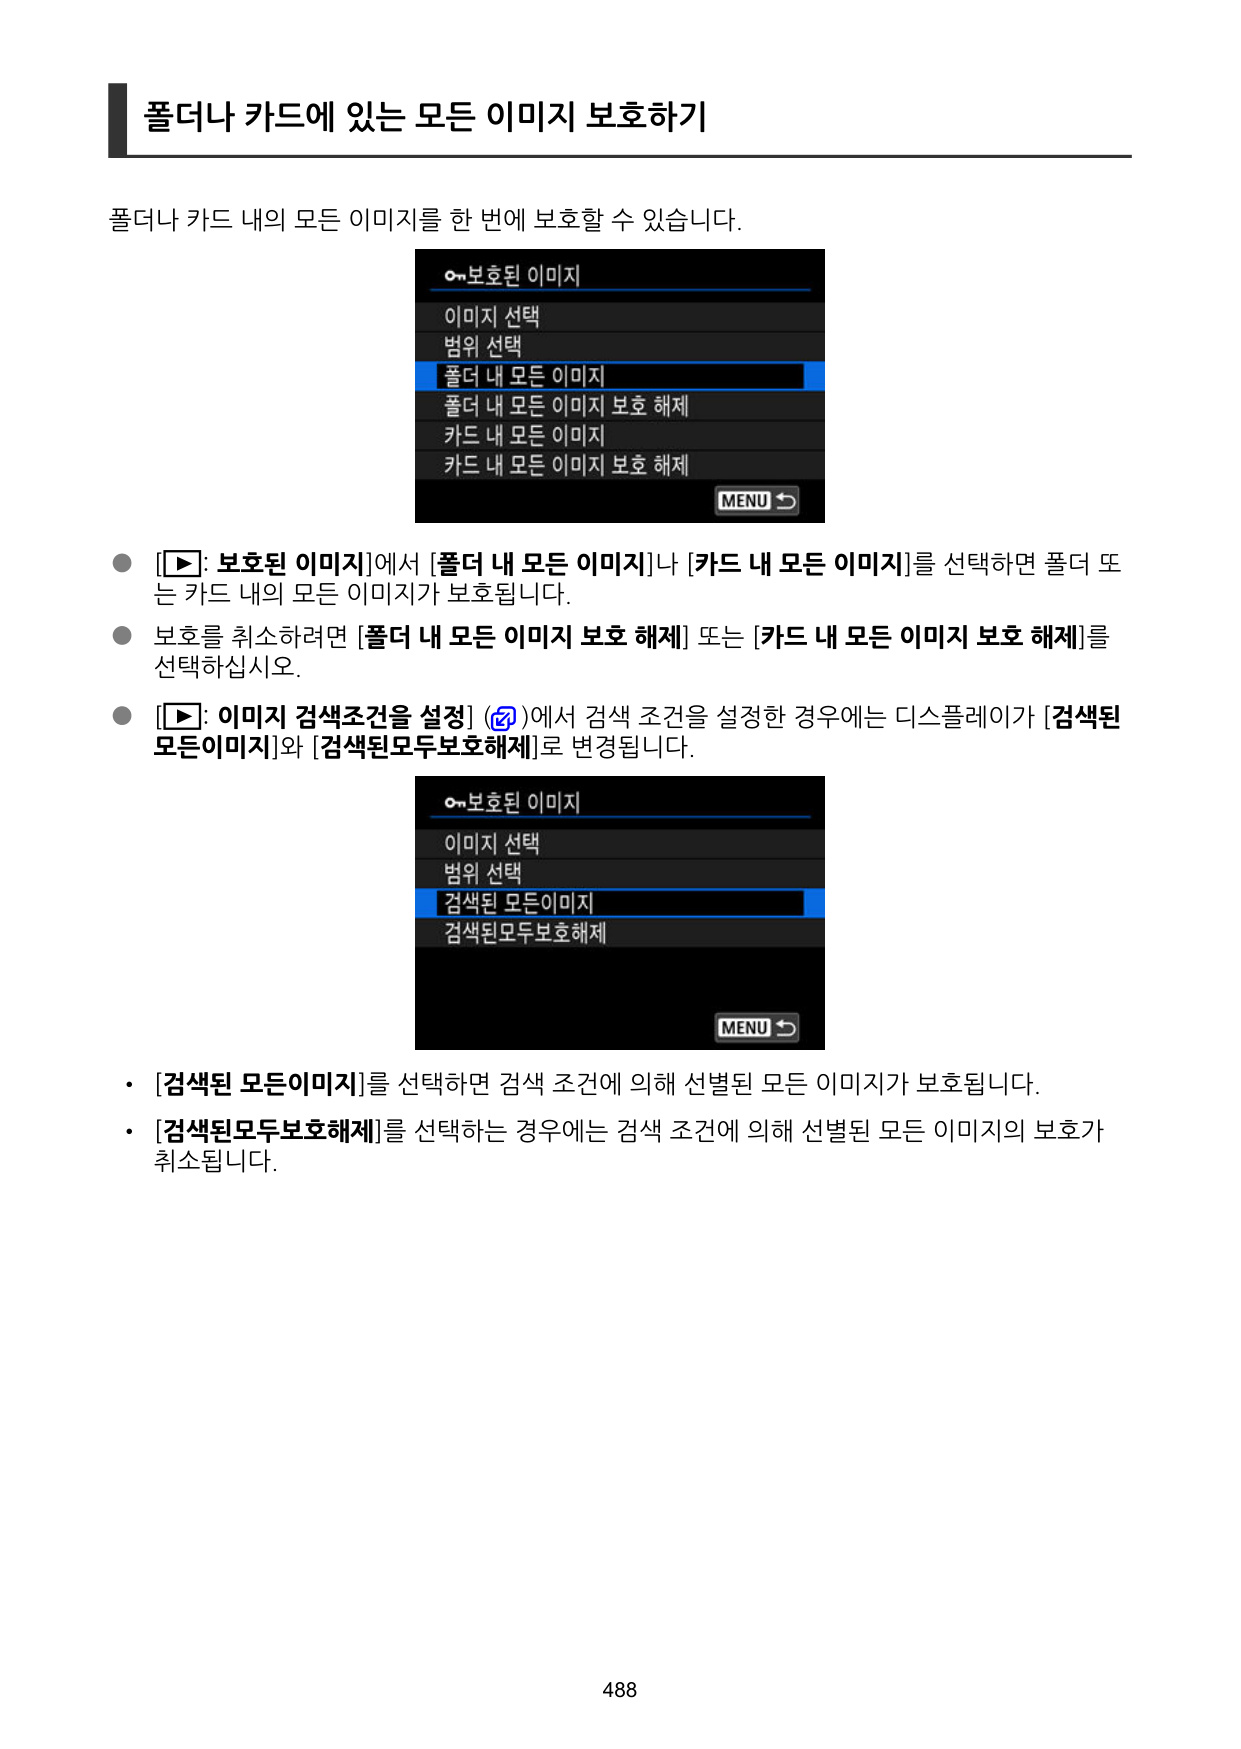 폴더나 카드에 있는 모든 이미지 보호하기
폴더나 카드 내의 모든 이미지를 한 번에 보호할 수 있습니다.
보호된 이미지
이미지 선택
범위 선택
폴더 내 모든 이미지
폴더 내 모든 이미지 보호 해제
카드 내 모든 이미지
카드 내 모든 이미지 보호 해제
MENU
● [▶: 보호된 이미지]에서 [폴더 내 모든 이미지]나 [카드 내 모든 이미지]를 선택하면 폴더 또
는 카드 내의 모든 이미지가 보호됩니다.
● 보호를 취소하려면 [폴더 내 모든 이미지 보호 해제] 또는 [카드 내 모든 이미지 보호 해제]를
선택하십시오.
● [▶: 이미지 검색조건을 설정] ( )에서 검색 조건을 설정한 경우에는 디스플레이가 [검색된
모든이미지]와 [검색된모두보호해제]로 변경됩니다.
보호된 이미지
이미지 선택
범위 선택
검색된 모든이미지
검색된모두보호해제
MENU
• [검색된 모든이미지]를 선택하면 검색 조건에 의해 선별된 모든 이미지가 보호됩니다.
• [검색된모두보호해제]를 선택하는 경우에는 검색 조건에 의해 선별된 모든 이미지의 보호가
취소됩니다.
488